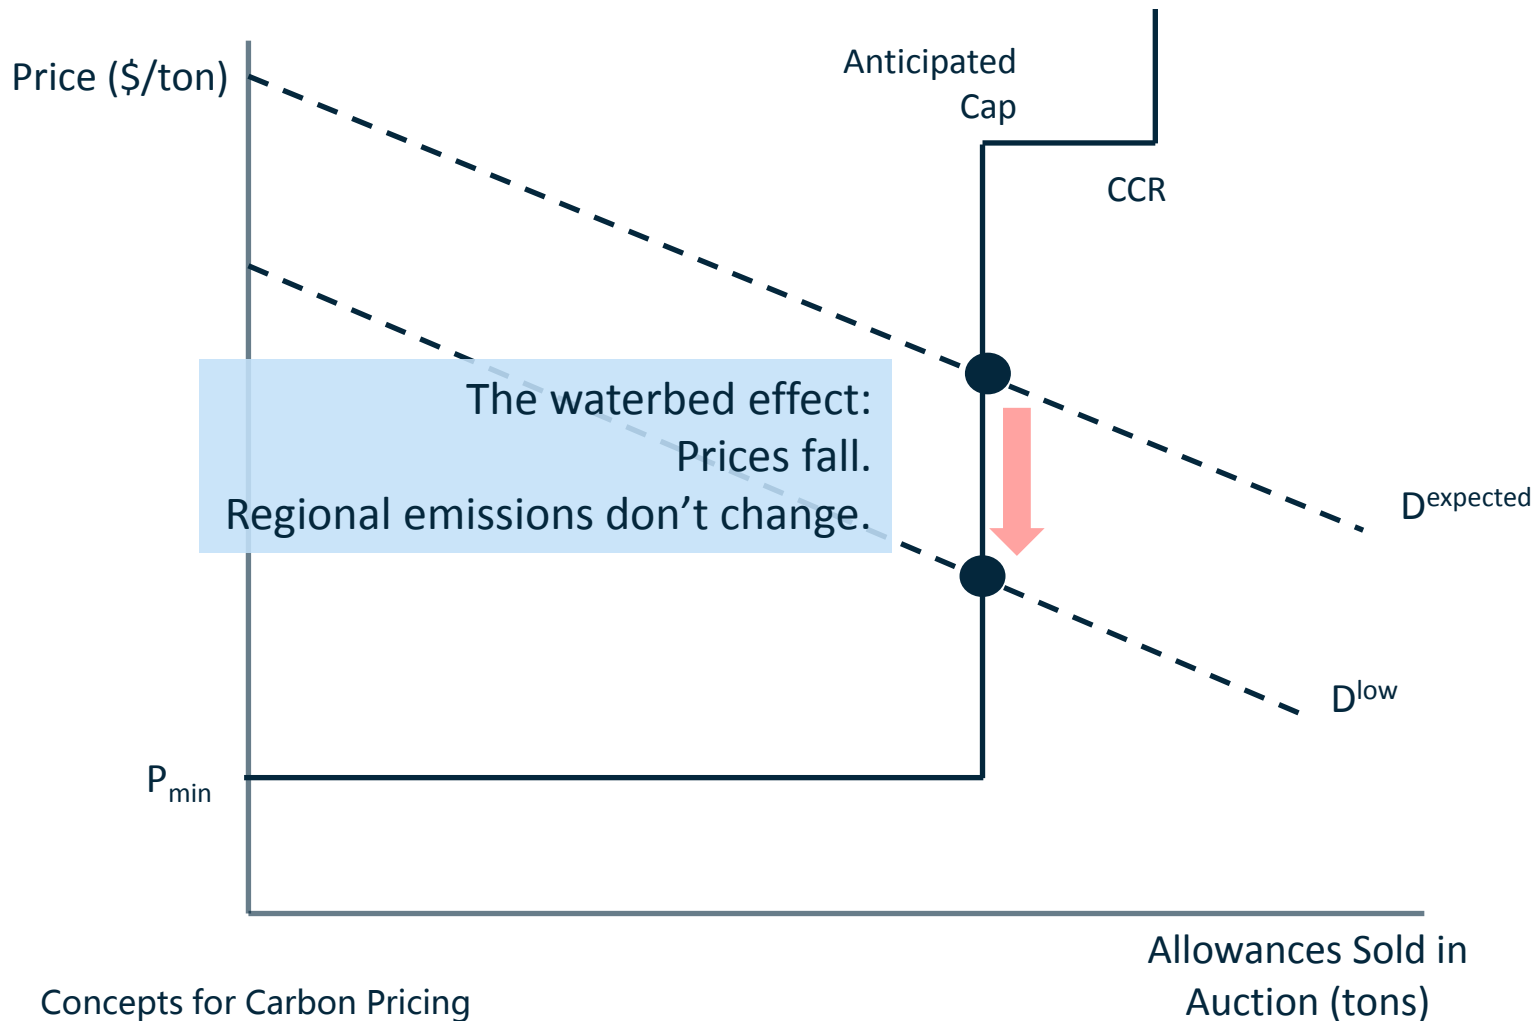 Price ($/ton)
Anticipated
Cap
CCR
The waterbed effect:
Prices fall.
Regional emissions don’t change.
Dexpected
Dlow
Pmin
Allowances Sold in
Auction (tons)
Concepts for Carbon Pricing